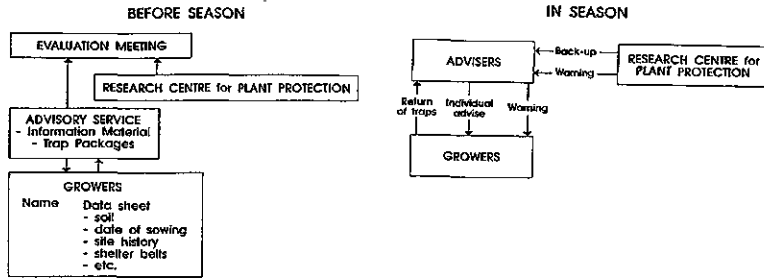 BEFORE SEASON
EVALUATION MEETING
RESEARCH CENTRE for PLANT PROTECTION
ADVISORY SERVICE
- Information Material
- Trap Packages
GROWERS
Name Data sheet
- soil
- date of sowing
- site history
- shelter belts
- etc.
IN SEASON
ADVISERS
Back-up
Warning
RESEARCH CENTRE for
PLANT PROTECTION
Return
of traps
Individual
advise
Warning
GROWERS